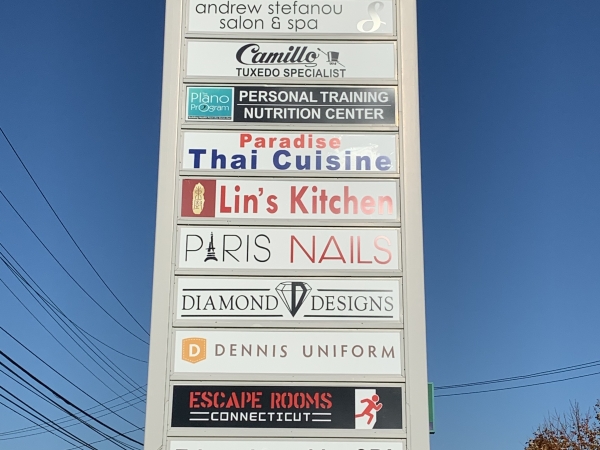 andrew stefanou
salon & spa
S
Camillo
TUXEDO SPECIALIST
The
Plano
Program
PERSONAL TRAINING
NUTRITION CENTER
Paradise
Thai Cuisine
Lin's Kitchen
PARIS NAILS
DIAMOND D DESIGNS
D DENNIS UNIFORM
ESCAPE ROOMS
CONNECTICUT